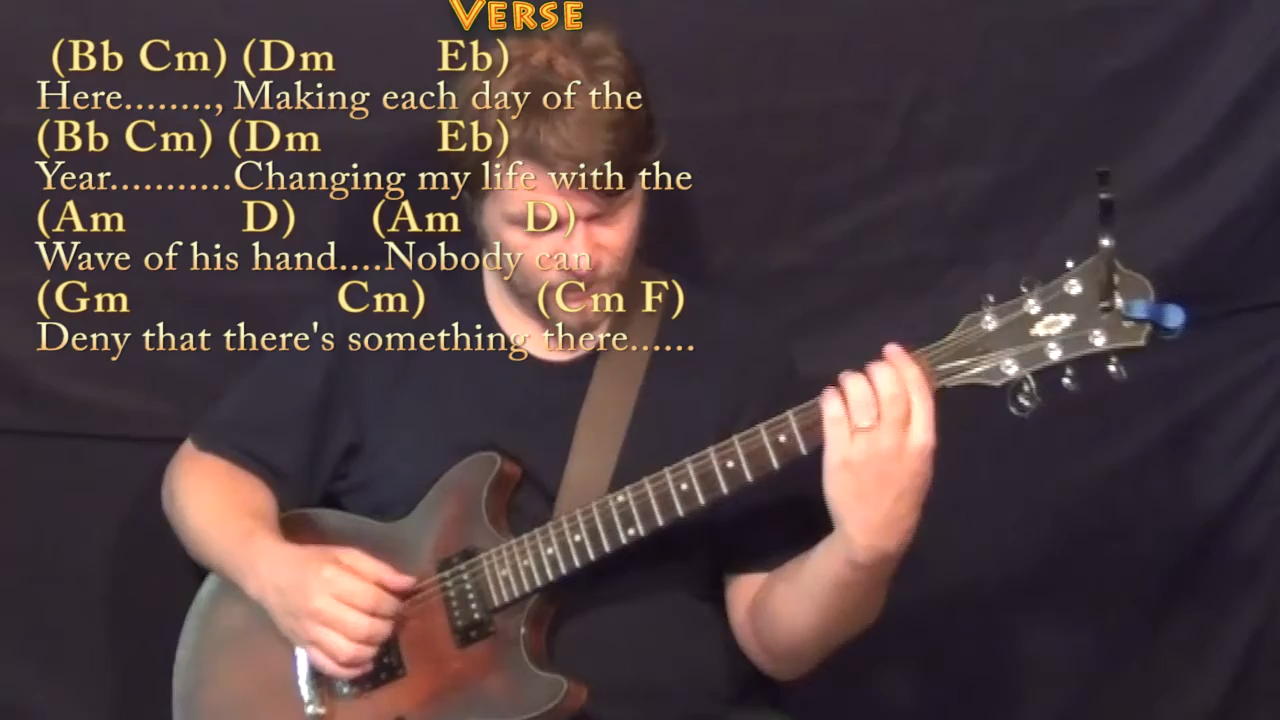 VERSE
(Bb Cm) (Dm Eb)
Here........, Making each day of the
(Bb Cm) (Dm Eb)
Year...........Changing my life with the
(Am D) (Am D)
Wave of his hand....Nobody can
(Gm Cm) (Cm F)
Deny that there's something there......